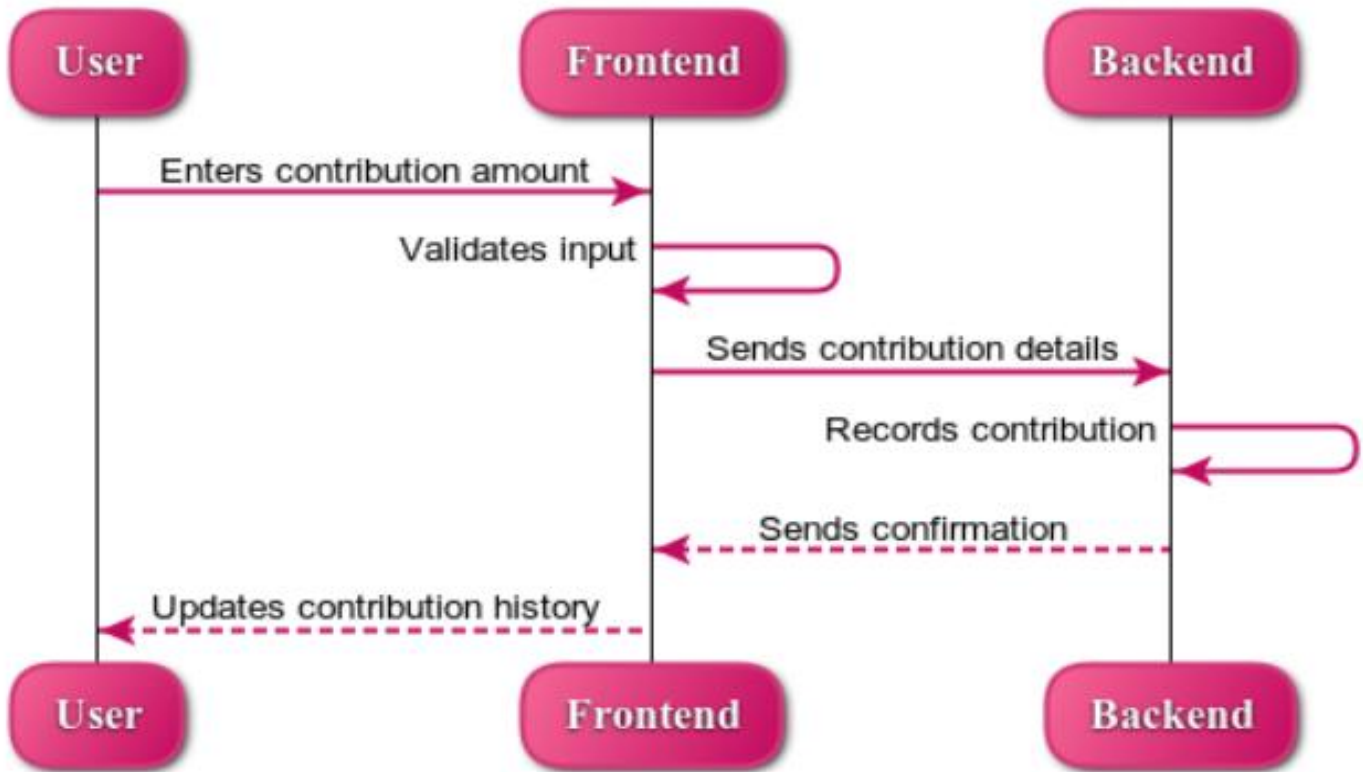 User
Frontend
Backend
Enters contribution amount
Validates input
Sends contribution details
Records contribution
Sends confirmation
Updates contribution history
User
Frontend
Backend